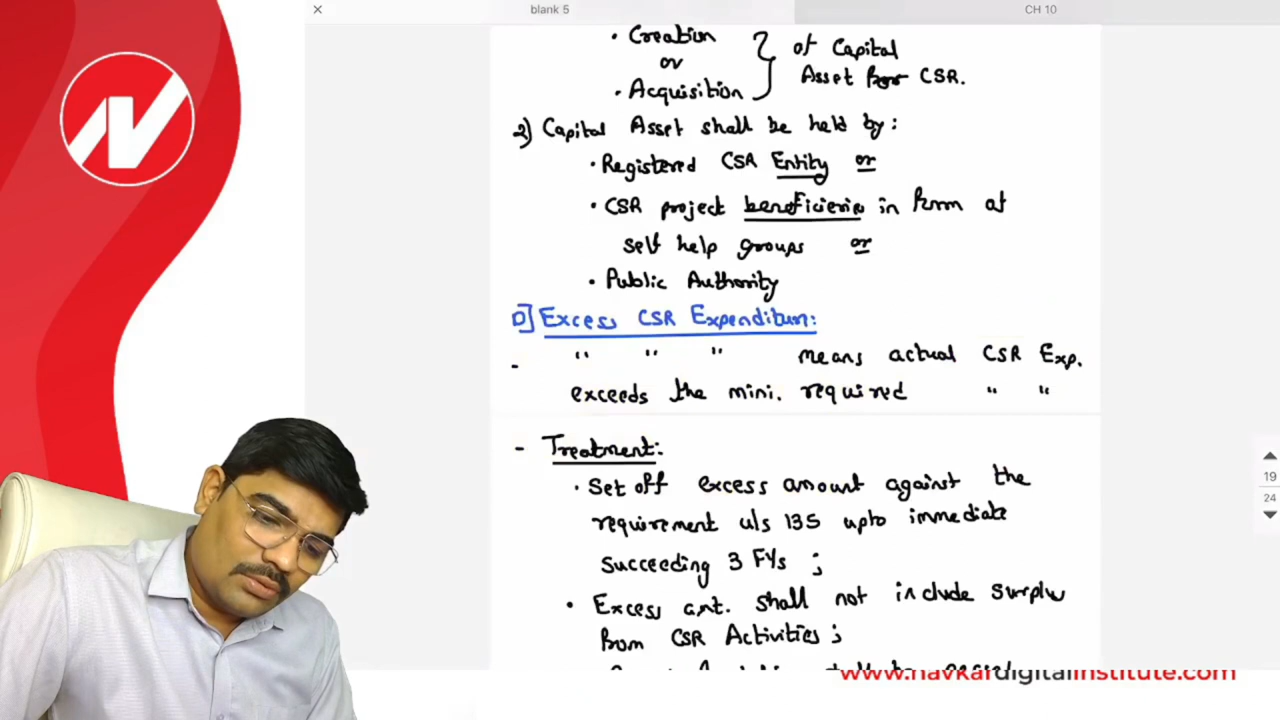 blank 5
CH 10
• Creation
or
• Acquisition
of Capital
Asset for CSR.
2) Capital Asset shall be held by:
• Registered CSR Entity or
• CSR project beneficieries in form of
self help groups or
• Public Authority
D] Excess CSR Expenditure:
- " " " means actual CSR Exp.
exceeds the mini. required " "
- Treatment:
• Set off excess amount against the
requirement u/s 135 upto immediate
succeeding 3 FYs ;
• Excess amt. shall not include surplus
from CSR Activities ;
19
24
www.navkardigitalinstitute.com